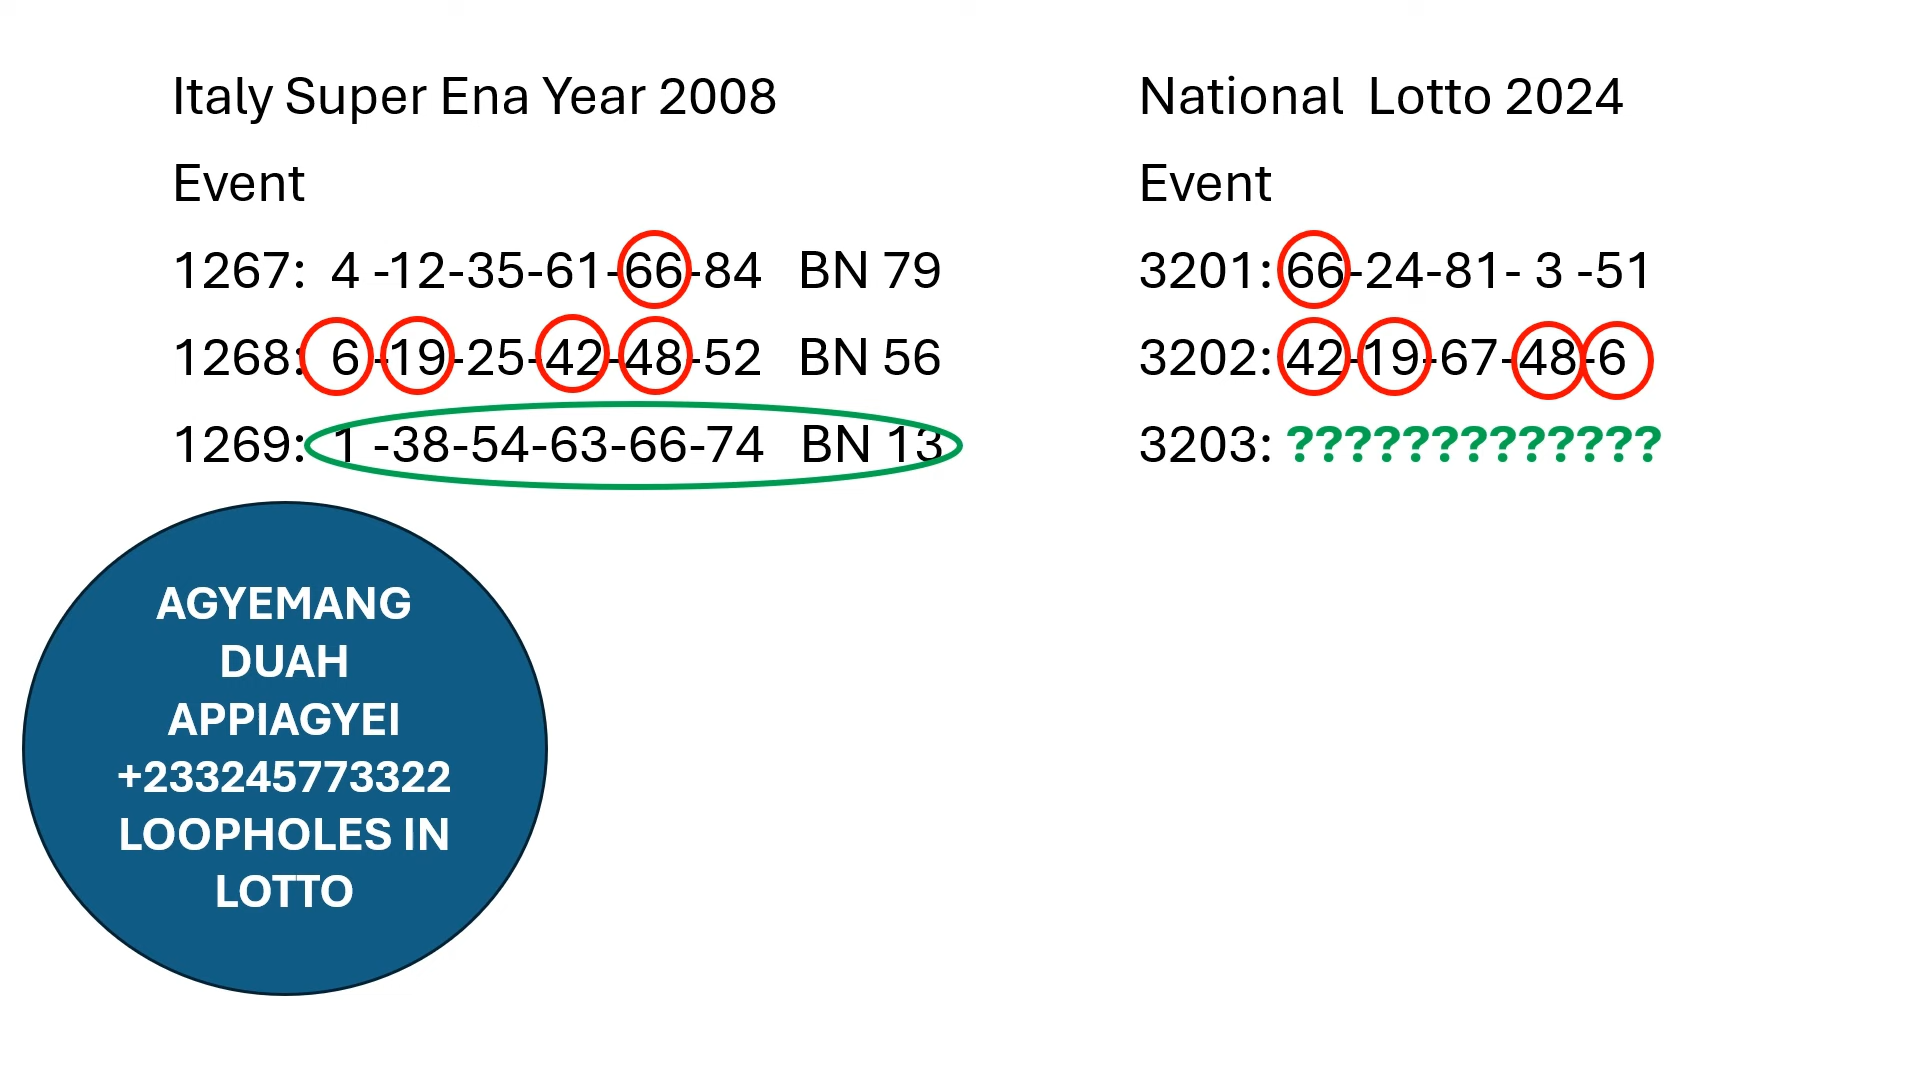 Italy Super Ena Year 2008
Event
1267: 4 -12-35-61-66-84 BN 79
1268: 6 -19-25-42-48-52 BN 56
1269: 1 -38-54-63-66-74 BN 13
National Lotto 2024
Event
3201: 66-24-81- 3 -51
3202: 42-19-67-48-6
3203: ?????????????
AGYEMANG
DUAH
APPIAGYEI
+233245773322
LOOPHOLES IN
LOTTO